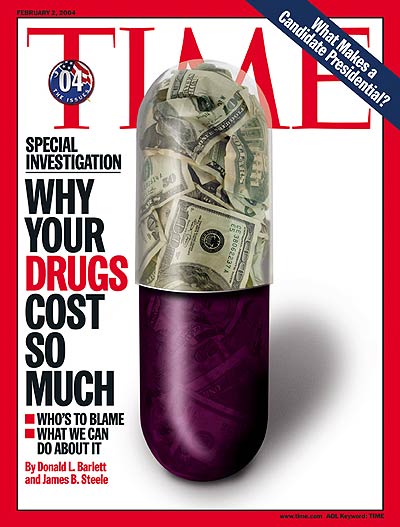 FEBRUARY 2, 2004
What Makes a
Candidate Presidential?
TIME
'04
THE ISSUES
SPECIAL
INVESTIGATION
WHY
YOUR
DRUGS
COST
SO
MUCH
WHO'S TO BLAME
WHAT WE CAN
DO ABOUT IT
By Donald L. Barlett
and James B. Steele
www.time.com AOL Keyword: TIME